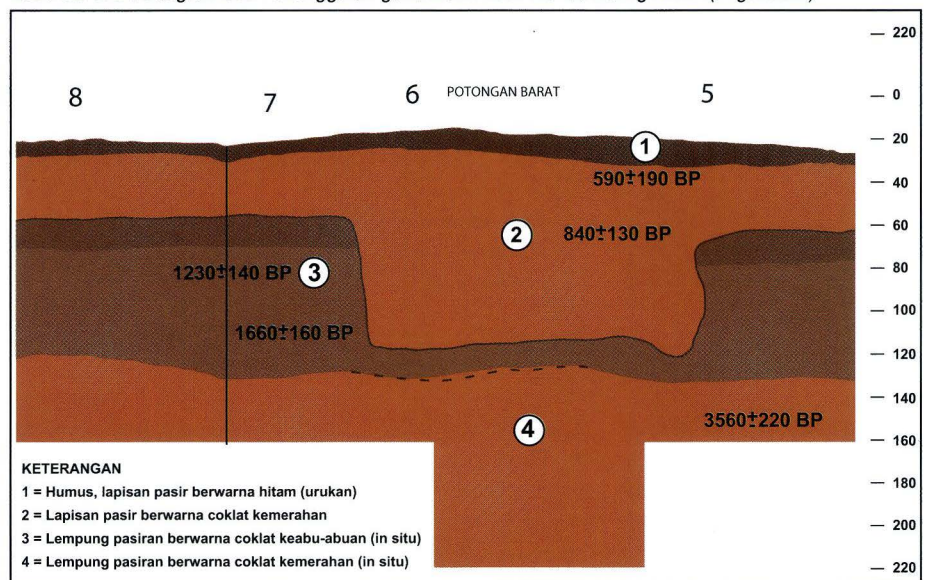 220
0
8 7 6 POTONGAN BARAT 5
20
1
590±190 BP
40
60
2 840±130 BP
80
1230±140 BP 3
100
1660±160 BP
120
140
4 3560±220 BP
160
KETERANGAN
180
1 = Humus, lapisan pasir berwarna hitam (urukan)
2 = Lapisan pasir berwarna coklat kemerahan
200
3 = Lempung pasiran berwarna coklat keabu-abuan (in situ)
4 = Lempung pasiran berwarna coklat kemerahan (in situ)
220